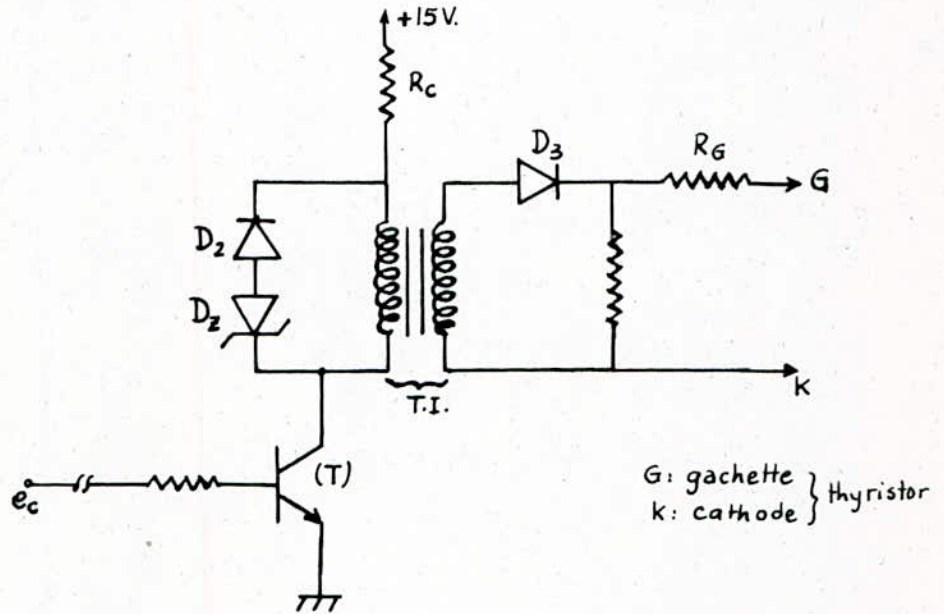 +15V.
Rc
D3
RG
G
D2
Dz
T.I.
K
(T)
ec
G: gachette
K: cathode
thyristor